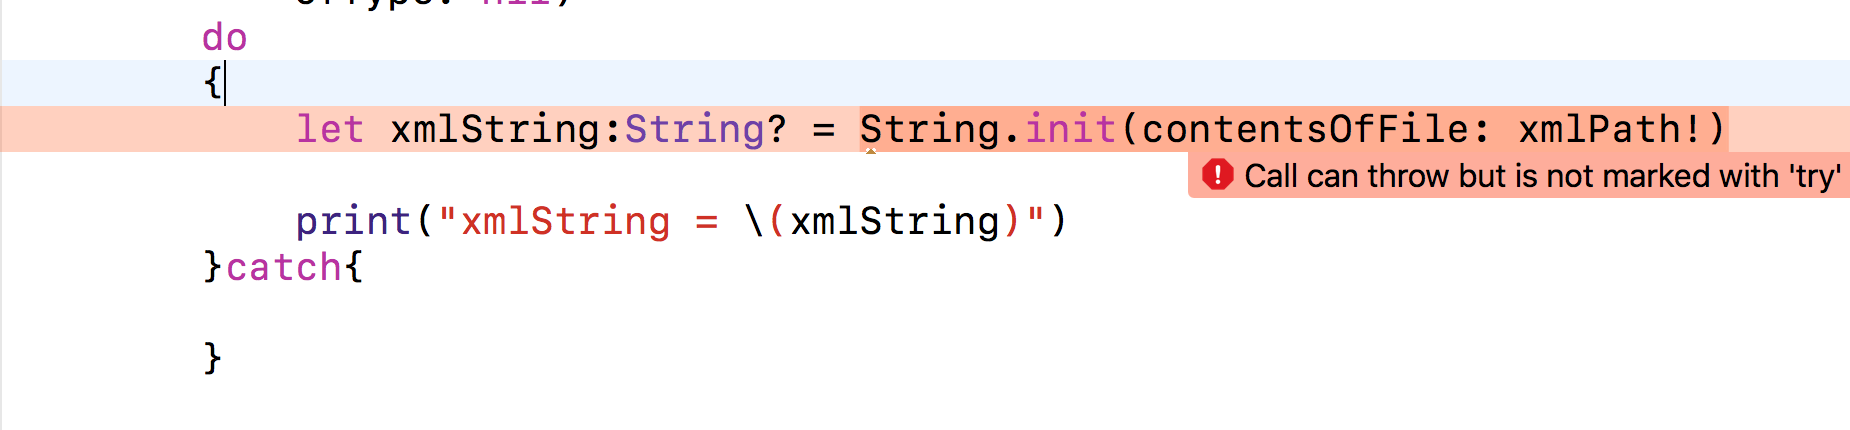 do
{
let xmlString:String? = String.init(contentsOfFile: xmlPath!)
Call can throw but is not marked with 'try'
print("xmlString = \(xmlString)")
}catch{
}